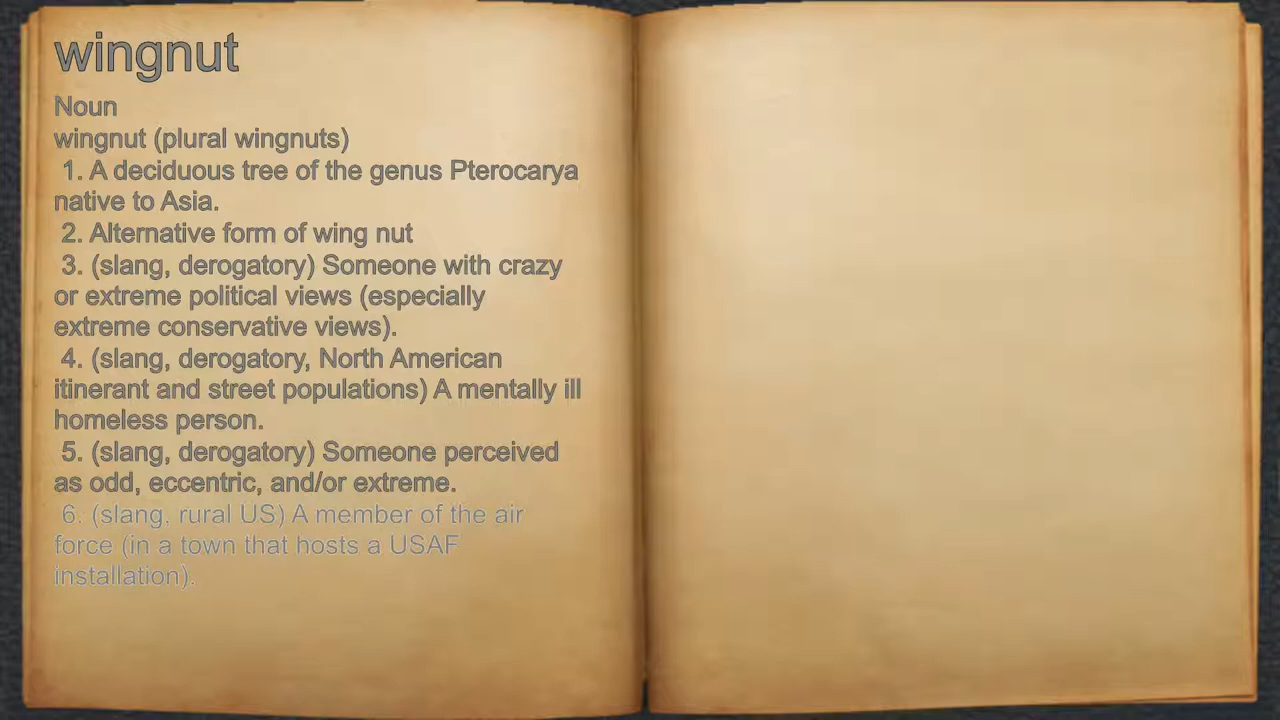 wingnut
Noun
wingnut (plural wingnuts)
1. A deciduous tree of the genus Pterocarya
native to Asia.
2. Alternative form of wing nut
3. (slang, derogatory) Someone with crazy
or extreme political views (especially
extreme conservative views).
4. (slang, derogatory, North American
itinerant and street populations) A mentally ill
homeless person.
5. (slang, derogatory) Someone perceived
as odd, eccentric, and/or extreme.
6. (slang, rural US) A member of the air
force (in a town that hosts a USAF
installation).